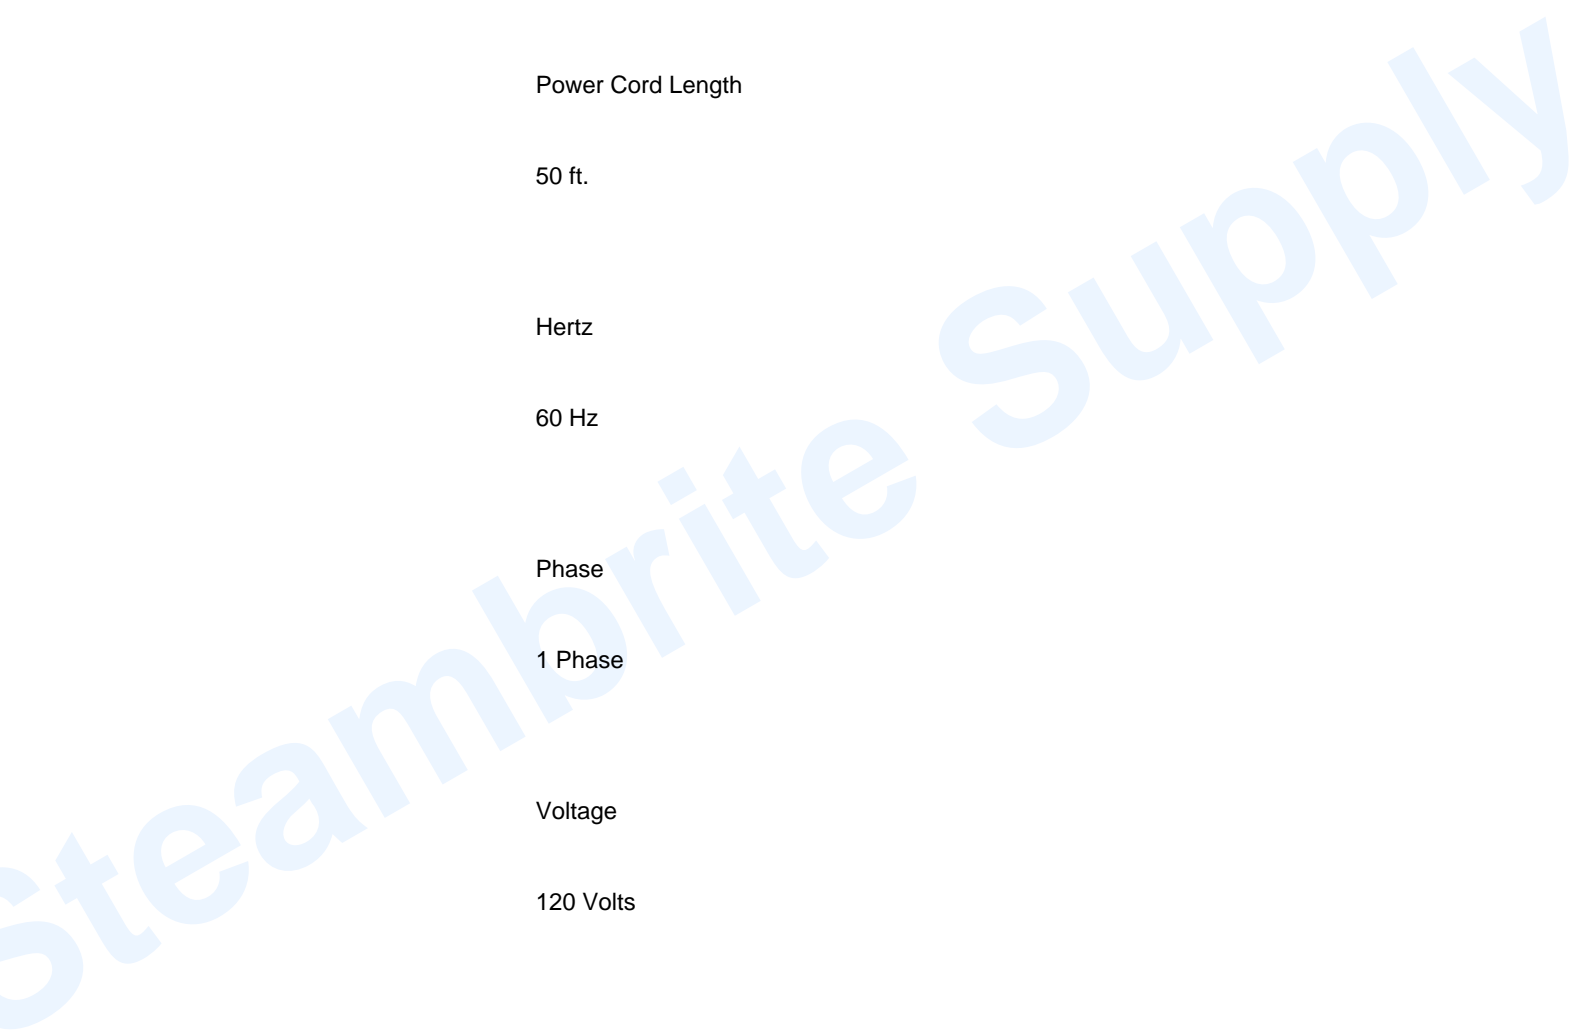 Power Cord Length
50 ft.
Hertz
60 Hz
Phase
1 Phase
Voltage
120 Volts
Steambrite Supply